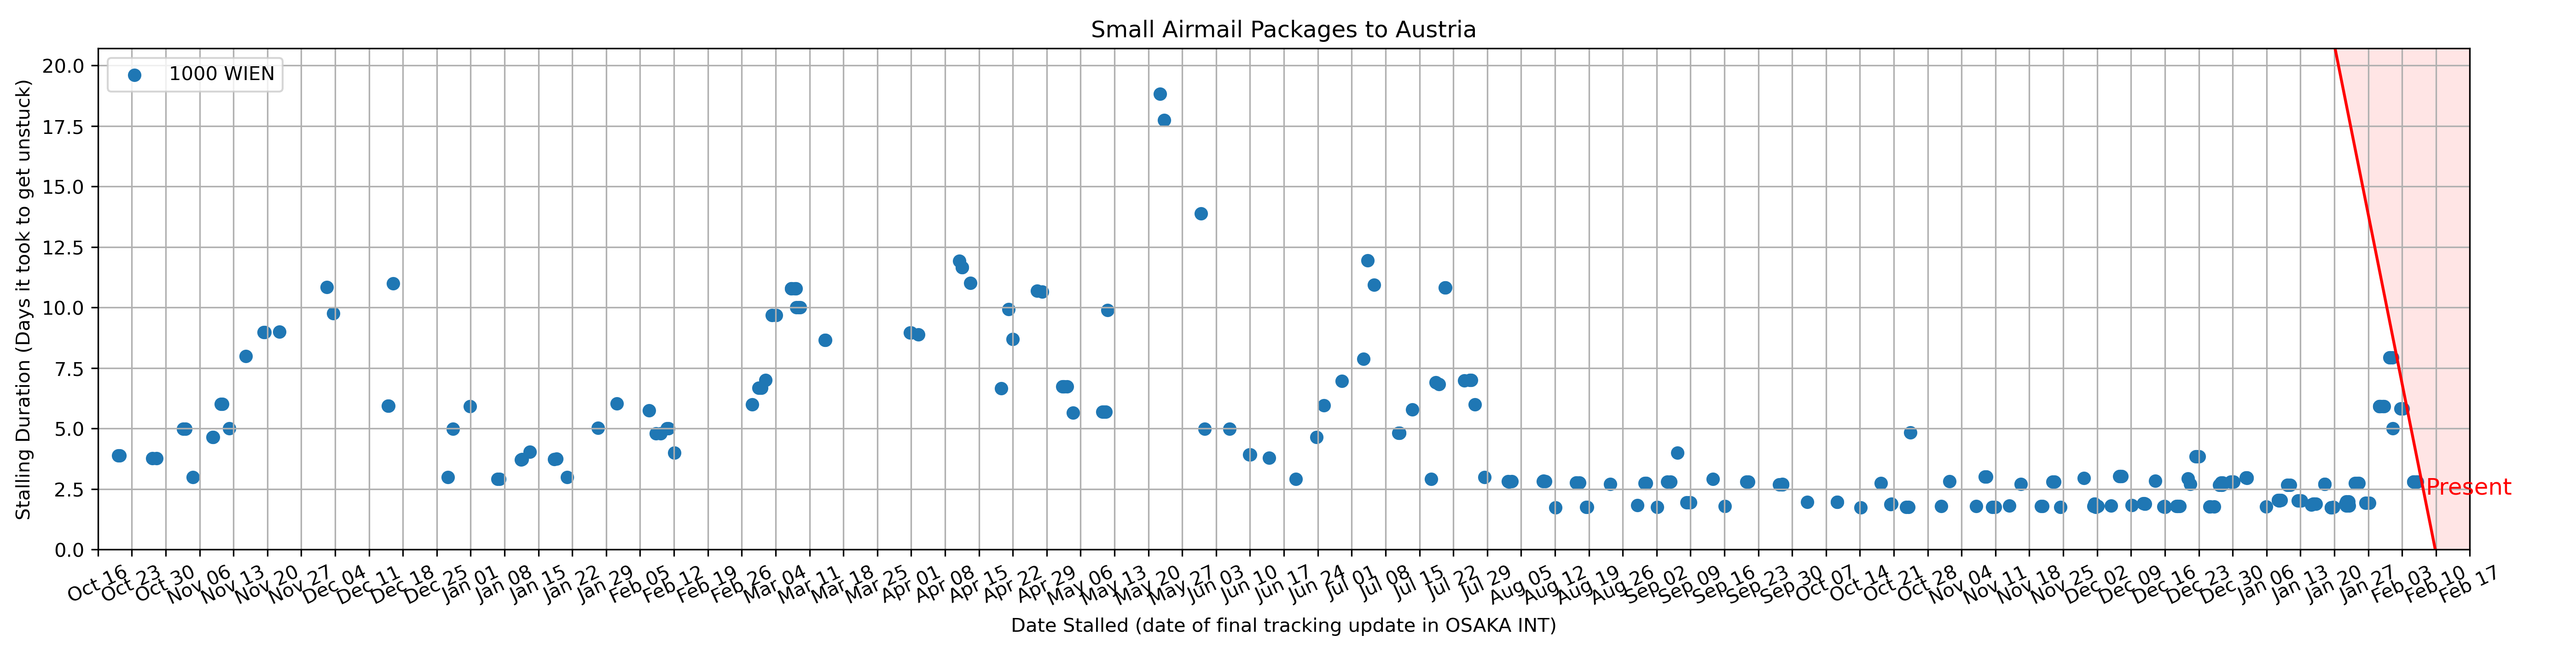 Small Airmail Packages to Austria
Stalling Duration (Days it took to get unstuck)
20.0
17.5
15.0
12.5
10.0
7.5
5.0
2.5
0.0
1000 WIEN
Present
Oct 16 Oct 23 Oct 30 Nov 06 Nov 13 Nov 20 Nov 27 Dec 04 Dec 11 Dec 18 Dec 25 Jan 01 Jan 08 Jan 15 Jan 22 Jan 29 Feb 05 Feb 12 Feb 19 Feb 26 Mar 04 Mar 11 Mar 18 Mar 25 Apr 01 Apr 08 Apr 15 Apr 22 Apr 29 May 06 May 13 May 20 May 27 Jun 03 Jun 10 Jun 17 Jun 24 Jul 01 Jul 08 Jul 15 Jul 22 Jul 29 Aug 05 Aug 12 Aug 19 Aug 26 Sep 02 Sep 09 Sep 16 Sep 23 Sep 30 Oct 07 Oct 14 Oct 21 Oct 28 Nov 04 Nov 11 Nov 18 Nov 25 Dec 02 Dec 09 Dec 16 Dec 23 Dec 30 Jan 06 Jan 13 Jan 20 Jan 27 Feb 03 Feb 10 Feb 17
Date Stalled (date of final tracking update in OSAKA INT)